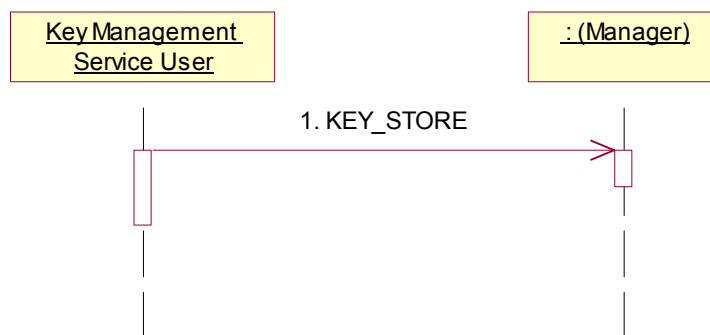 Key Management
Service User
: (Manager)
1. KEY_STORE